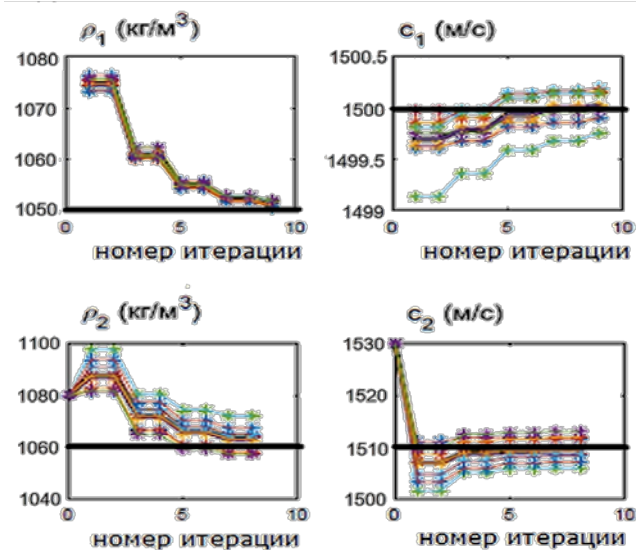 ρ₁ (кг/м³)
c₁ (м/с)
1080
1070
1060
1050
0 5 10
номер итерации
1500.5
1500
1499.5
1499
0 5 10
номер итерации
ρ₂ (кг/м³)
c₂ (м/с)
1100
1080
1060
1040
0 5 10
номер итерации
1530
1520
1510
1500
0 5 10
номер итерации